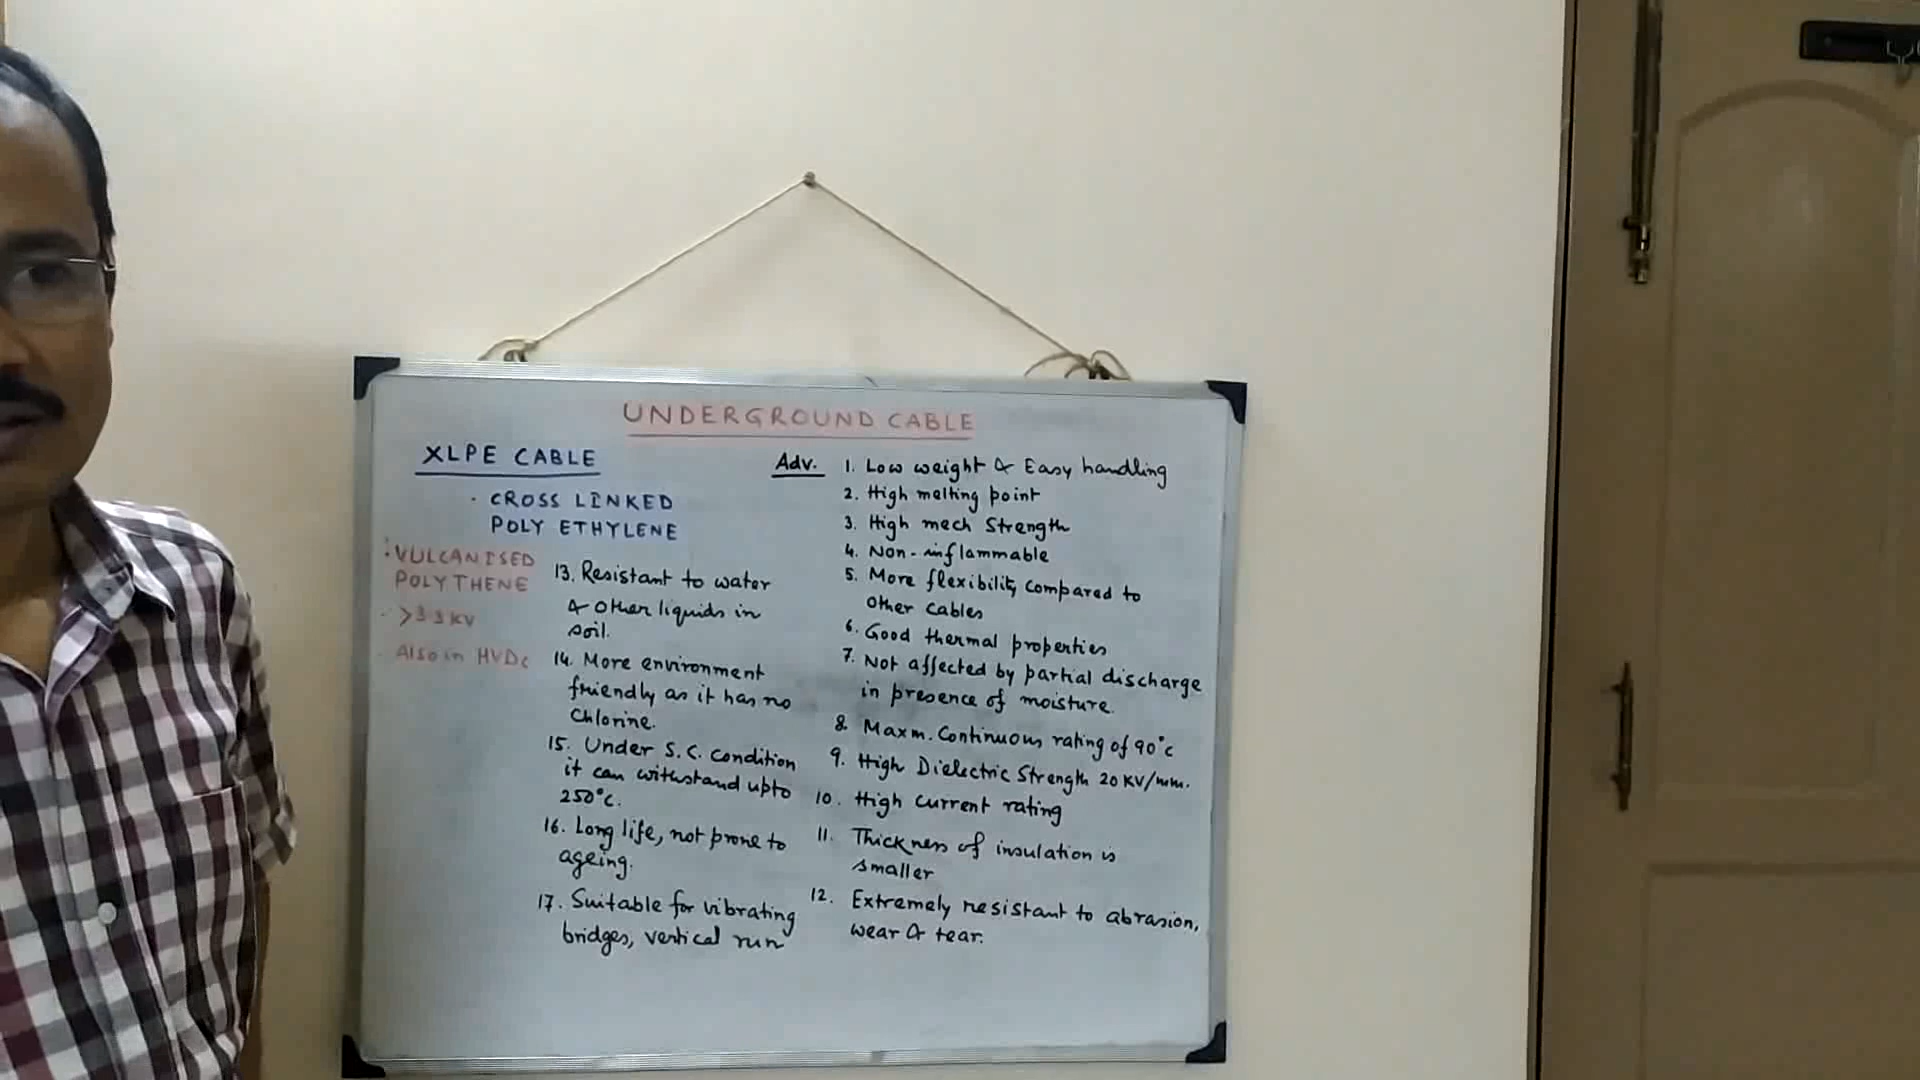 UNDERGROUND CABLE
XLPE CABLE
· CROSS LINKED
POLY ETHYLENE
· VULCANISED
POLYTHENE
· >3.3 KV
· Also in HVDC
Adv. 1. Low weight & Easy handling
2. High melting point
3. High mech Strength
4. Non-inflammable
5. More flexibility compared to
other cables
6. Good thermal properties
7. Not affected by partial discharge
in presence of moisture.
8. Maxm. Continuous rating of 90°c
9. High Dielectric Strength 20 KV/mm.
10. High current rating
11. Thickness of insulation is
smaller
12. Extremely resistant to abrasion,
wear & tear.
13. Resistant to water
& other liquids in
soil.
14. More environment
friendly as it has no
Chlorine.
15. Under S.C. condition
it can withstand upto
250°c.
16. Long life, not prone to
ageing.
17. Suitable for vibrating
bridges, vertical run